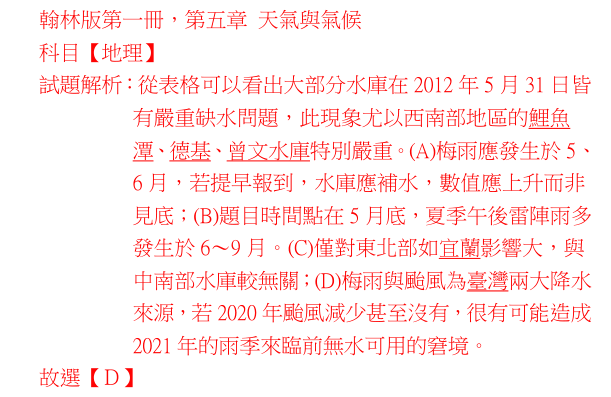 翰林版第一冊，第五章 天氣與氣候
科目【地理】
試題解析：從表格可以看出大部分水庫在 2012 年 5 月 31 日皆
有嚴重缺水問題，此現象尤以西南部地區的鯉魚
潭、德基、曾文水庫特別嚴重。(A)梅雨應發生於 5、
6 月，若提早報到，水庫應補水，數值應上升而非
見底；(B)題目時間點在 5 月底，夏季午後雷陣雨多
發生於 6～9 月。(C)僅對東北部如宜蘭影響大，與
中南部水庫較無關；(D)梅雨與颱風為臺灣兩大降水
來源，若 2020 年颱風減少甚至沒有，很有可能造成
2021 年的雨季來臨前無水可用的窘境。
故選【Ｄ】